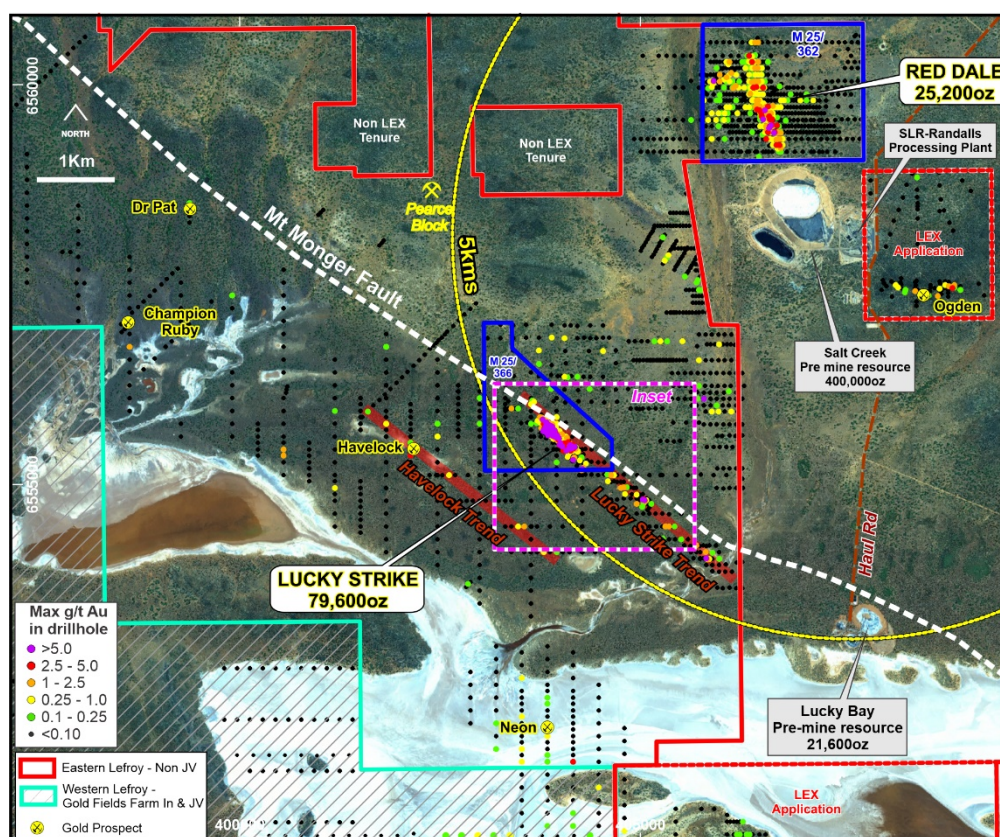 M 25/
362
RED DALE
25,200oz
SLR-Randalls
Processing Plant
6560000
NORTH
1Km
Non LEX
Tenure
Non LEX
Tenure
Pearce
Block
Dr Pat
Mt Monger Fault
5kms
LEX
Application
Ogden
Champion
Ruby
Salt Creek
Pre mine resource
400,000oz
M 25/
366
Inset
Havelock
Havelock Trend
Lucky Strike Trend
6555000
Haul Rd
LUCKY STRIKE
79,600oz
Max g/t Au
in drillhole
>5.0
2.5 - 5.0
1 - 2.5
0.25 - 1.0
0.1 - 0.25
<0.10
Neon
Lucky Bay
Pre-mine resource
21,600oz
Eastern Lefroy - Non JV
Western Lefroy -
Gold Fields Farm In & JV
Gold Prospect
LEX
Application